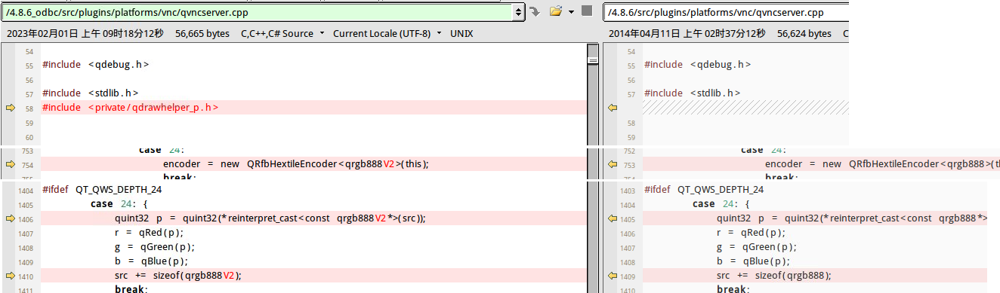 /4.8.6_odbc/src/plugins/platforms/vnc/qvncserver.cpp
2023年02月01日 上午 09时18分12秒 56,665 bytes C,C++,C# Source Current Locale (UTF-8) UNIX
54
55 #include <qdebug.h>
56
57 #include <stdlib.h>
58 #include <private/qdrawhelper_p.h>
59
60
753 case 24:
754 encoder = new QRfbHextileEncoder<qrgb888V2>(this);
755 break;
1404 #ifdef QT_QWS_DEPTH_24
1405 case 24: {
1406 quint32 p = quint32(*reinterpret_cast<const qrgb888V2*>(src));
1407 r = qRed(p);
1408 g = qGreen(p);
1409 b = qBlue(p);
1410 src += sizeof(qrgb888V2);
1411 break;
/4.8.6/src/plugins/platforms/vnc/qvncserver.cpp
2014年04月11日 上午 02时37分12秒 56,624 bytes C
54
55 #include <qdebug.h>
56
57 #include <stdlib.h>
58
59
752 case 24:
753 encoder = new QRfbHextileEncoder<qrgb888>(th
754 break;
1403 #ifdef QT_QWS_DEPTH_24
1404 case 24: {
1405 quint32 p = quint32(*reinterpret_cast<const qrgb888*>
1406 r = qRed(p);
1407 g = qGreen(p);
1408 b = qBlue(p);
1409 src += sizeof(qrgb888);
1410 break;